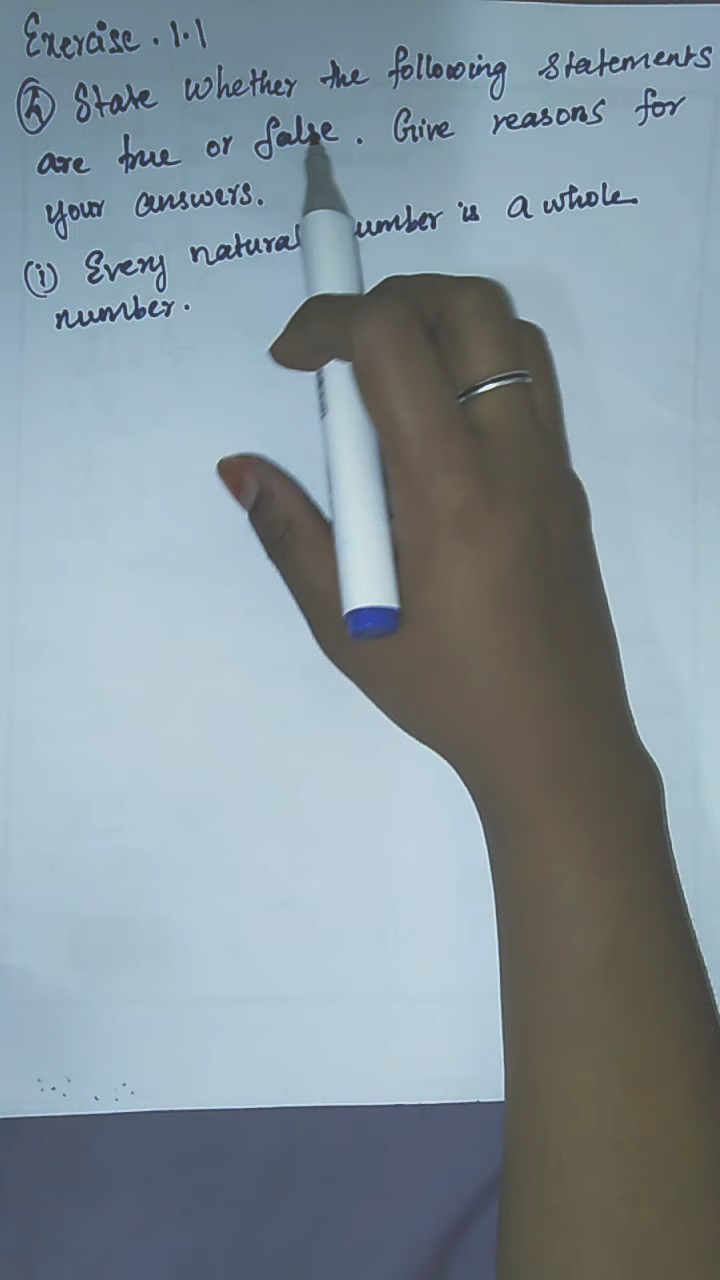 Exercise . 1.1
④ State whether the following statements
are true or false. Give reasons for
your answers.
(i) Every natural umber is a whole
number.